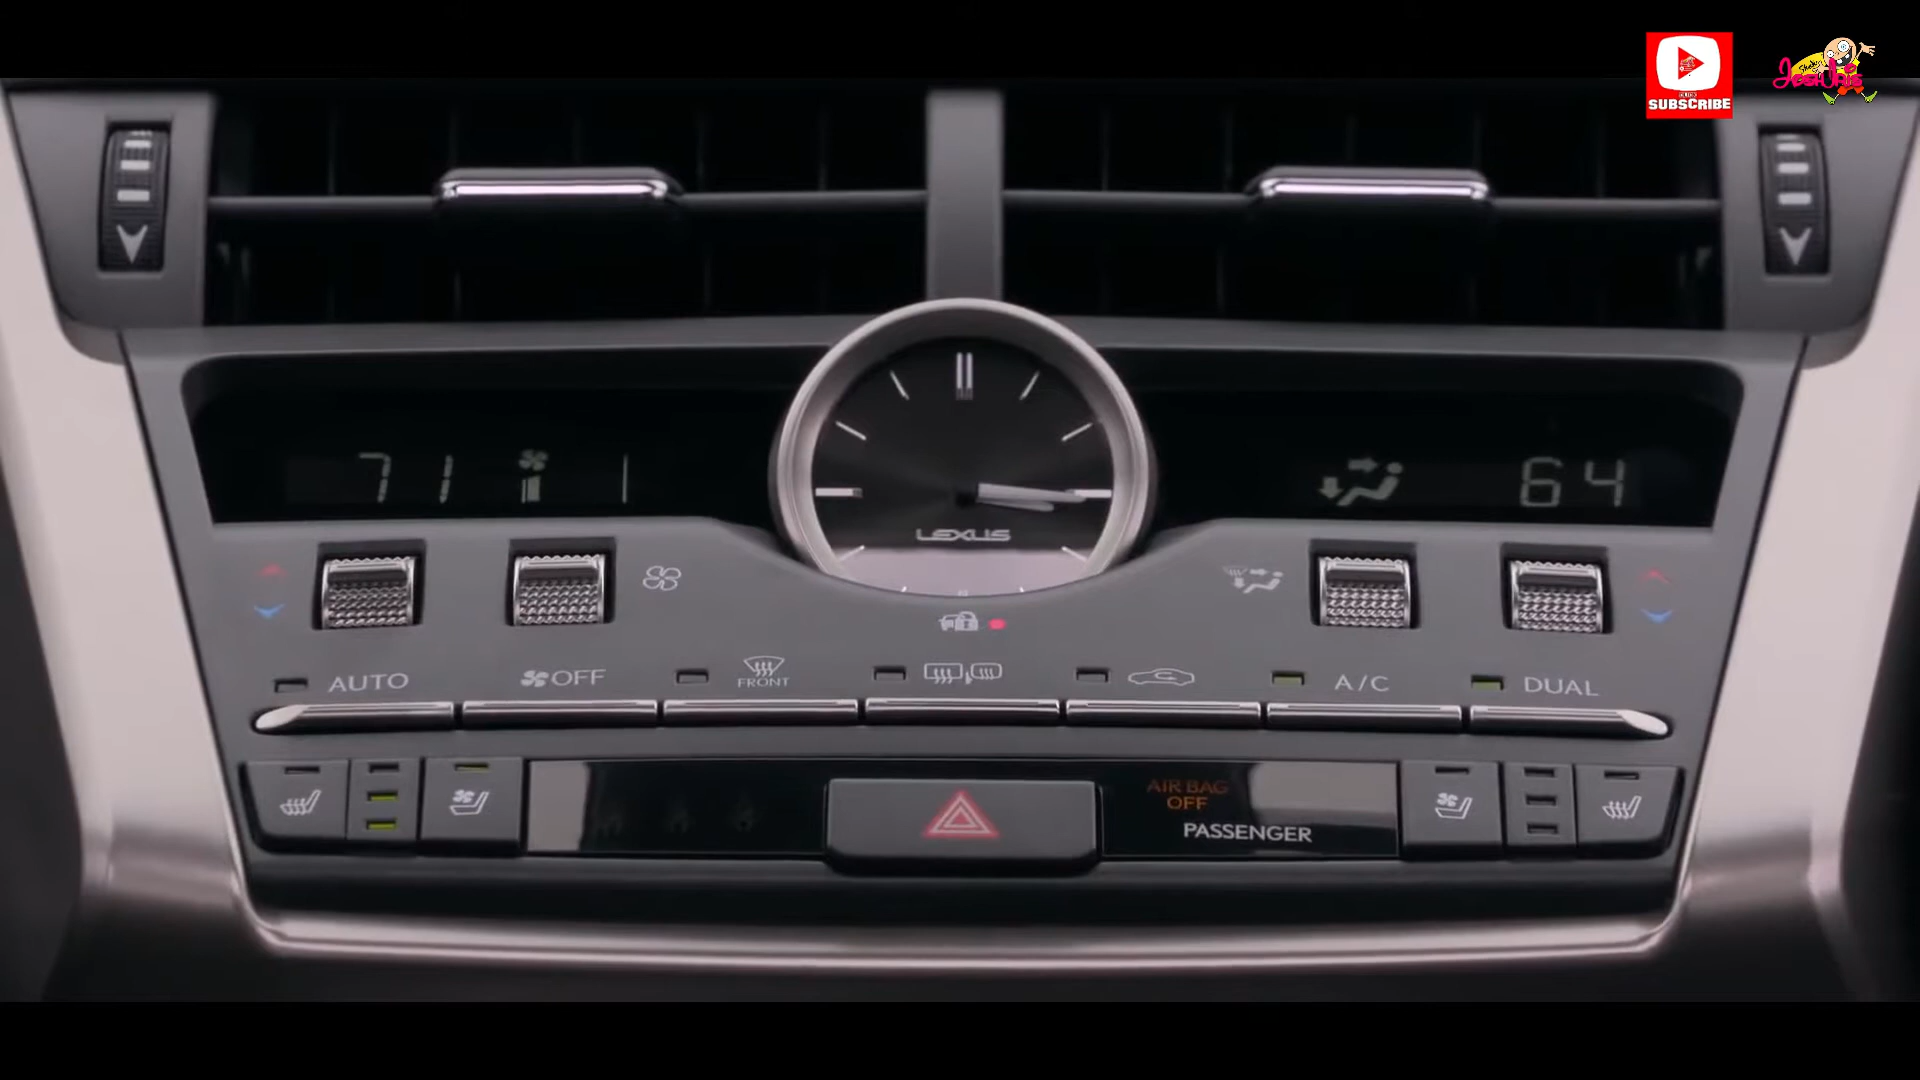 SUBSCRIBE
71
64
LEXUS
AUTO
OFF
FRONT
A/C
DUAL
AIR BAG
OFF
PASSENGER